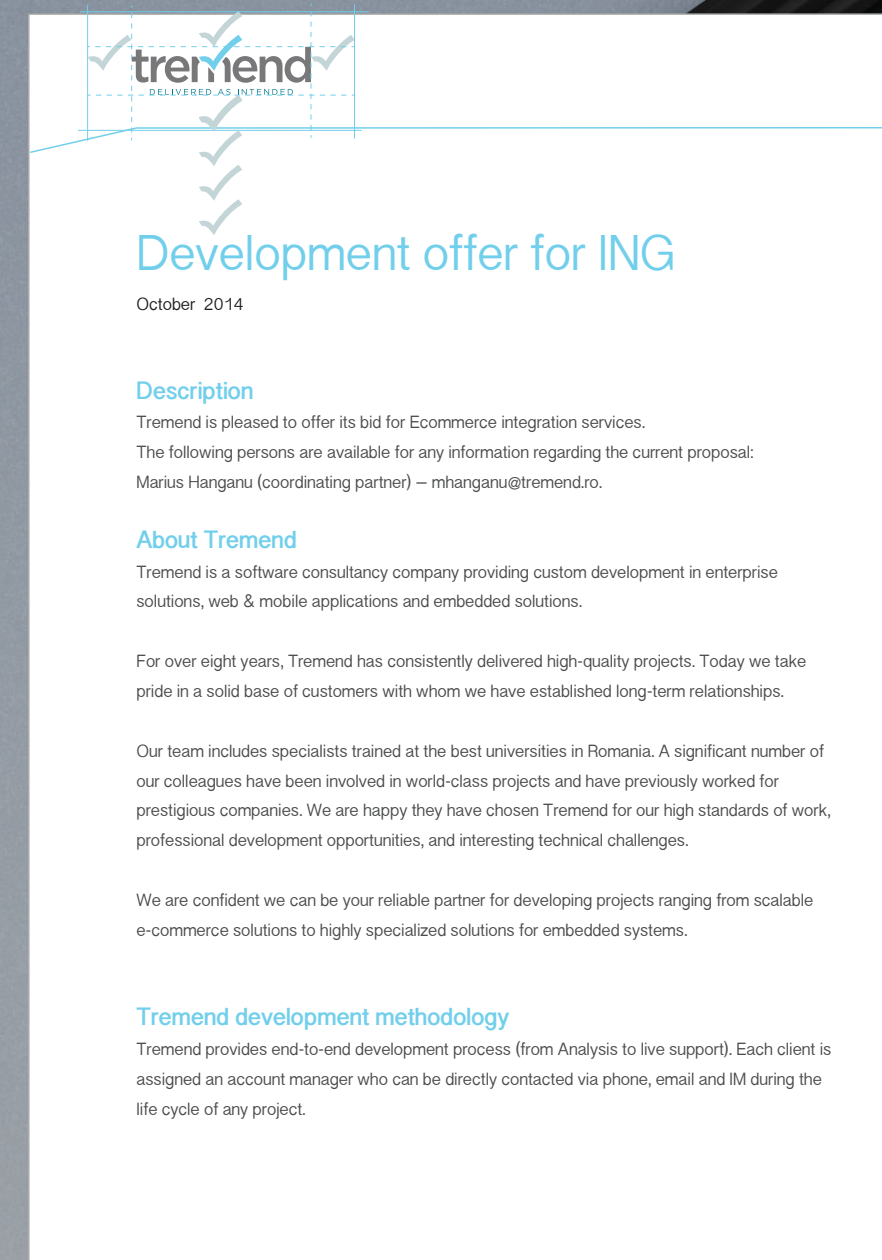 tremend
DELIVERED AS INTENDED
Development offer for ING
October 2014
Description
Tremend is pleased to offer its bid for Ecommerce integration services.
The following persons are available for any information regarding the current proposal:
Marius Hanganu (coordinating partner) – mhanganu@tremend.ro.
About Tremend
Tremend is a software consultancy company providing custom development in enterprise
solutions, web & mobile applications and embedded solutions.
For over eight years, Tremend has consistently delivered high-quality projects. Today we take
pride in a solid base of customers with whom we have established long-term relationships.
Our team includes specialists trained at the best universities in Romania. A significant number of
our colleagues have been involved in world-class projects and have previously worked for
prestigious companies. We are happy they have chosen Tremend for our high standards of work,
professional development opportunities, and interesting technical challenges.
We are confident we can be your reliable partner for developing projects ranging from scalable
e-commerce solutions to highly specialized solutions for embedded systems.
Tremend development methodology
Tremend provides end-to-end development process (from Analysis to live support). Each client is
assigned an account manager who can be directly contacted via phone, email and IM during the
life cycle of any project.